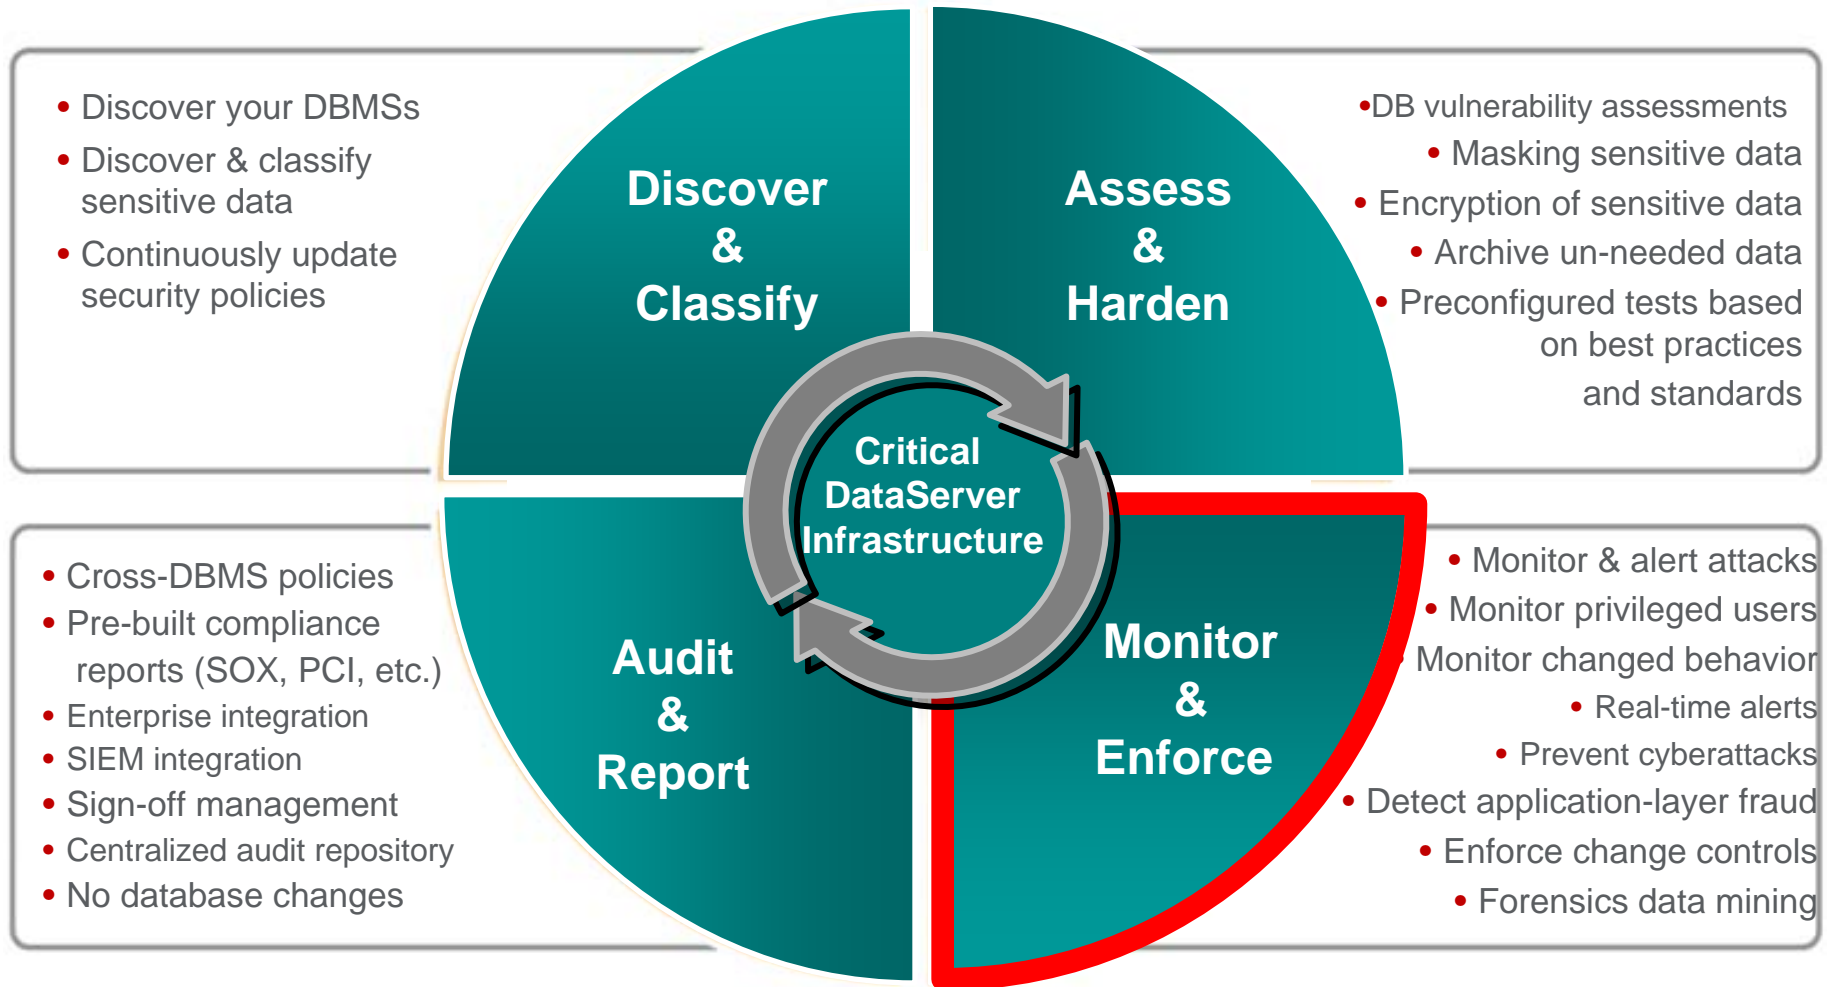 • Discover your DBMSs
• Discover & classify
sensitive data
• Continuously update
security policies
Discover
&
Classify
Assess
&
Harden
•DB vulnerability assessments
• Masking sensitive data
• Encryption of sensitive data
• Archive un-needed data
• Preconfigured tests based
on best practices
and standards
Critical
DataServer
Infrastructure
• Cross-DBMS policies
• Pre-built compliance
reports (SOX, PCI, etc.)
• Enterprise integration
• SIEM integration
• Sign-off management
• Centralized audit repository
• No database changes
Audit
&
Report
Monitor
&
Enforce
• Monitor & alert attacks
• Monitor privileged users
• Monitor changed behavior
• Real-time alerts
• Prevent cyberattacks
• Detect application-layer fraud
• Enforce change controls
• Forensics data mining